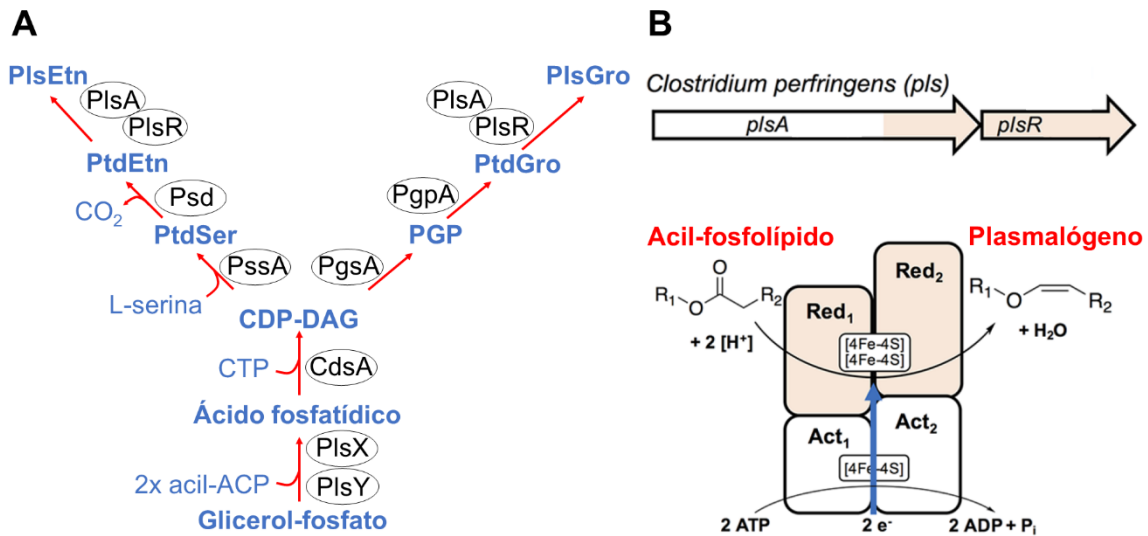 A
PlsEtn
PlsA
PlsR
PtdEtn
Psd
CO2
PtdSer
PssA
L-serina
PlsGro
PlsA
PlsR
PtdGro
PgpA
PGP
PgsA
CDP-DAG
CTP
CdsA
Ácido fosfatídico
PlsX
2x acil-ACP
PlsY
Glicerol-fosfato
B
Clostridium perfringens (pls)
plsA
plsR
Acil-fosfolípido
Plasmalógeno
R1
O
O
R2
+ 2 [H+]
Red1
Red2
[4Fe-4S]
[4Fe-4S]
R1
O
R2
+ H2O
Act1
Act2
[4Fe-4S]
2 ATP
2 e-
2 ADP + Pi